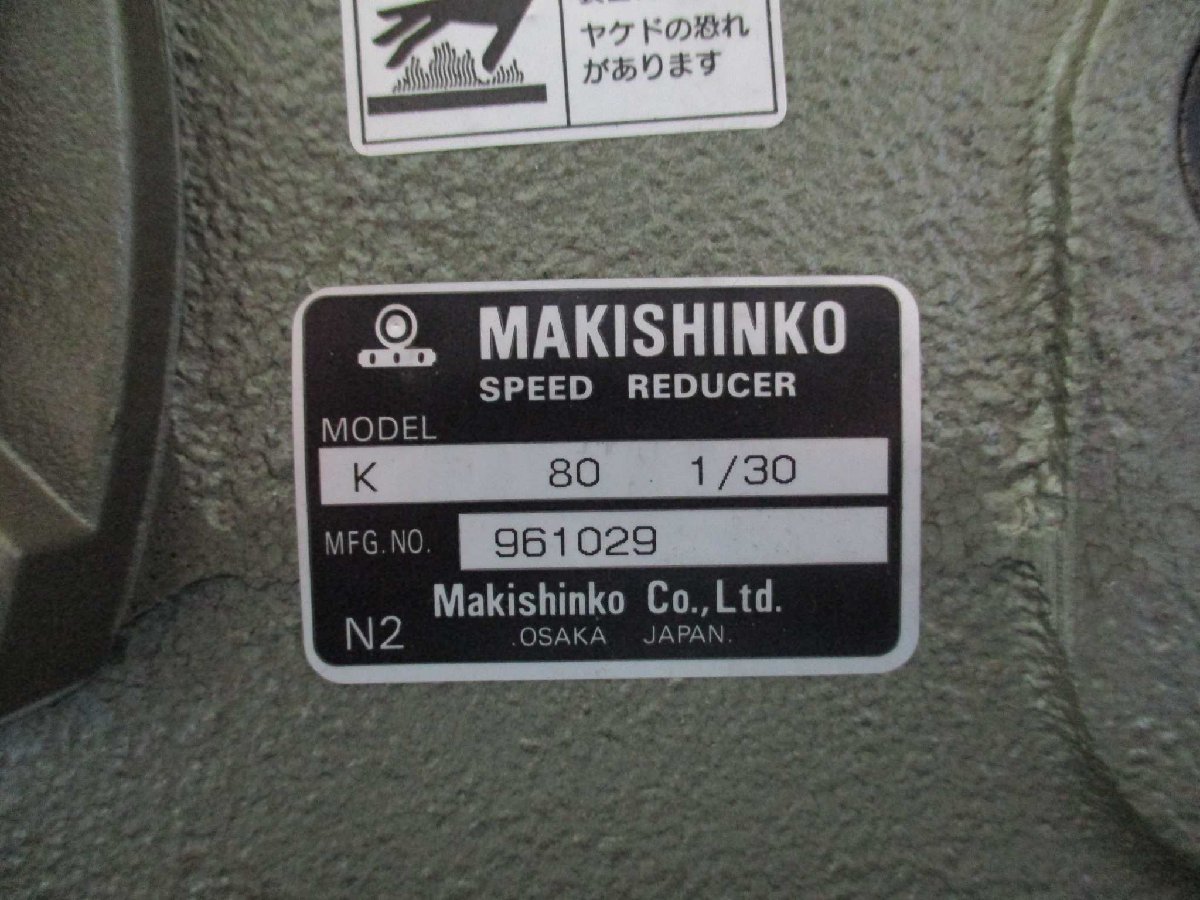 ヤケドの恐れ
があります
MAKISHINKO
SPEED REDUCER
MODEL
K 80 1/30
MFG.NO. 961029
Makishinko Co.,Ltd.
N2 .OSAKA JAPAN.